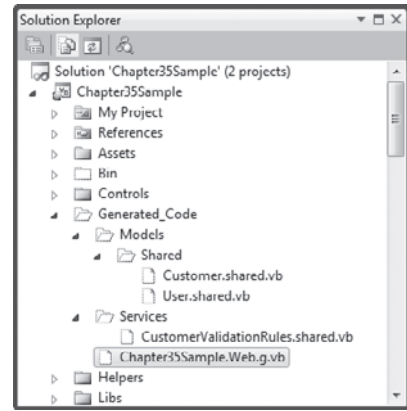 Solution Explorer
Solution 'Chapter35Sample' (2 projects)
Chapter35Sample
My Project
References
Assets
Bin
Controls
Generated_Code
Models
Shared
Customer.shared.vb
User.shared.vb
Services
CustomerValidationRules.shared.vb
Chapter35Sample.Web.g.vb
Helpers
Libs